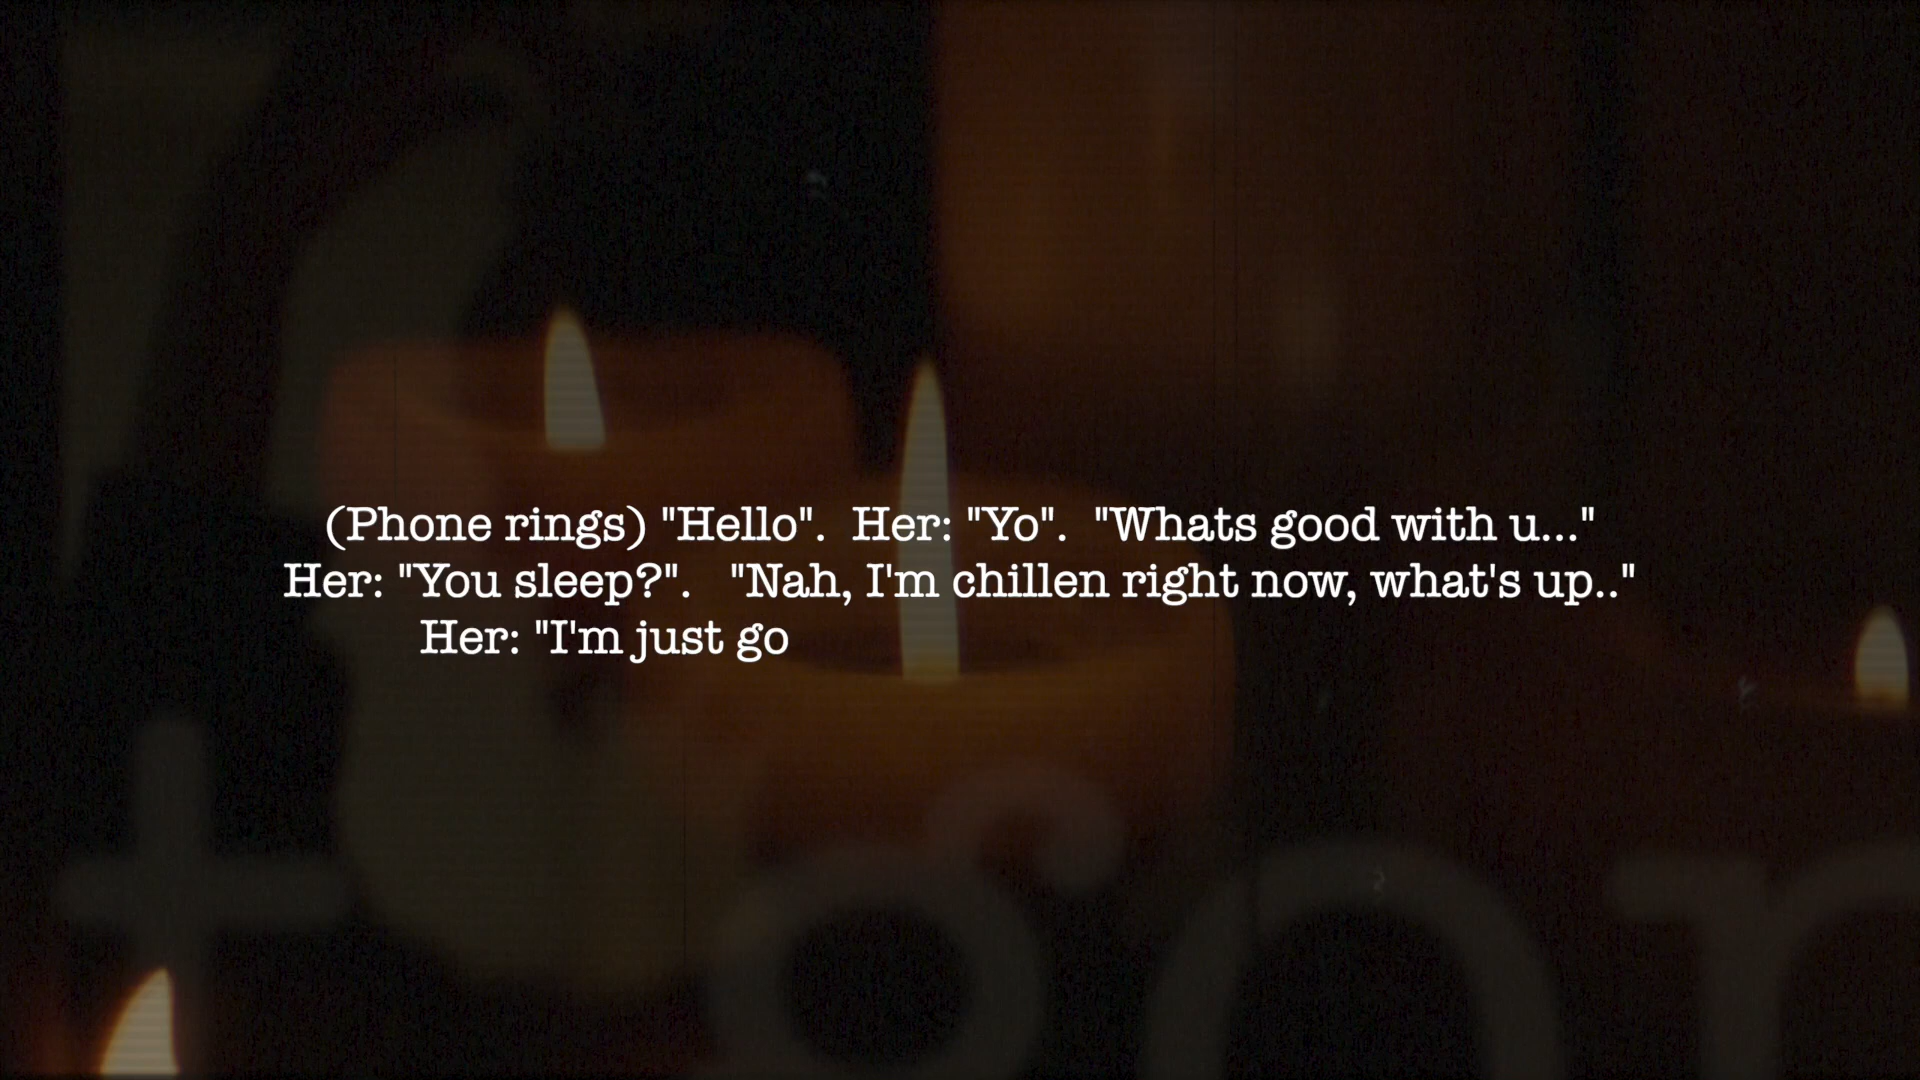 (Phone rings) "Hello".  Her: "Yo".  "Whats good with u..."
Her: "You sleep?".   "Nah, I'm chillen right now, what's up.."
Her: "I'm just go